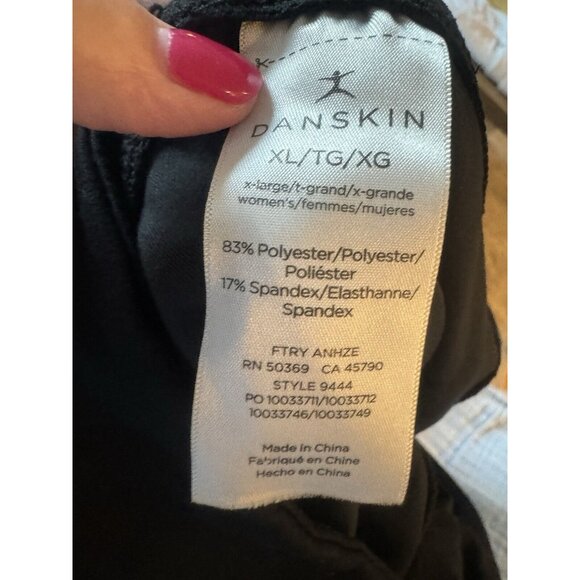 DANSKIN
XL/TG/XG
x-large/t-grand/x-grande
women's/femmes/mujeres
83% Polyester/Polyester/
Poliéster
17% Spandex/Elasthanne/
Spandex
FTRY ANHZE
RN 50369 CA 45790
STYLE 9444
PO 10033711/10033712
10033746/10033749
Made in China
Fabriqué en Chine
Hecho en China